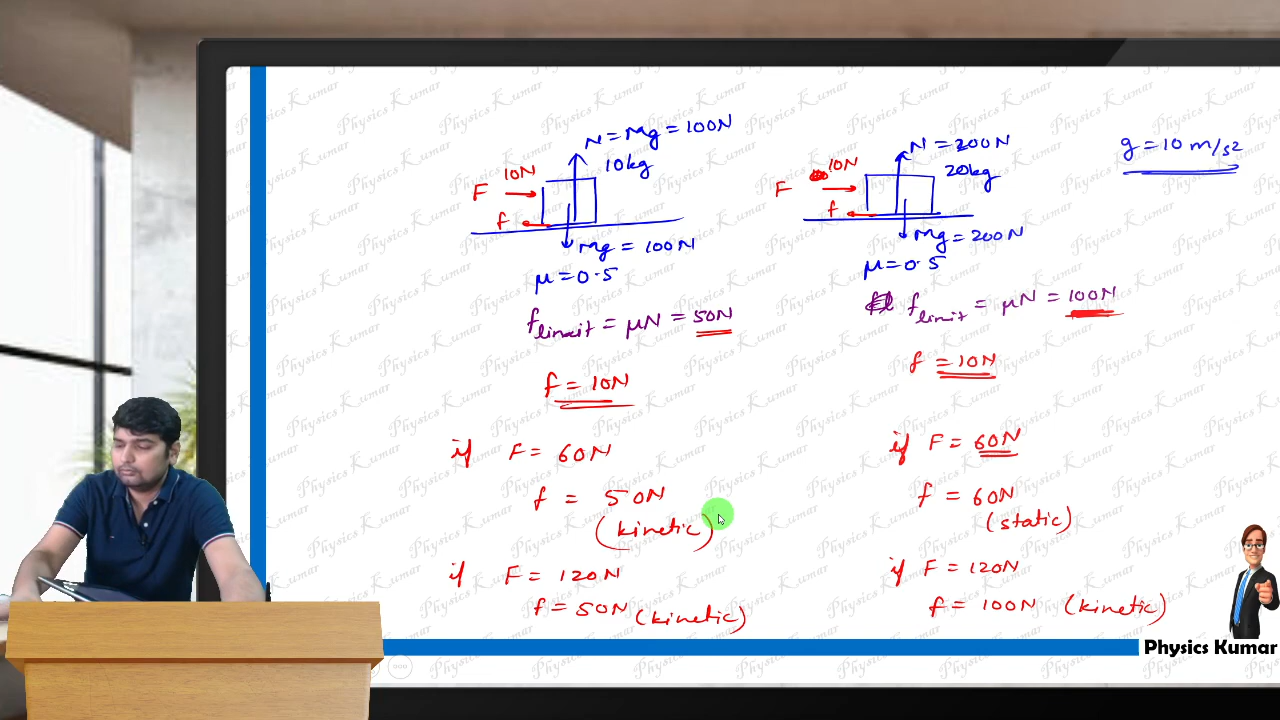 N = Mg = 100N
10N
10kg
F
f
Mg = 100N
μ = 0.5
flimit = μN = 50N
f = 10N
if F = 60N
f = 50N
(kinetic)
if F = 120N
f = 50N (kinetic)
N = 200N
10N
20kg
F
f
Mg = 200N
μ = 0.5
flimit = μN = 100N
f = 10N
if F = 60N
f = 60N
(static)
if F = 120N
f = 100N (kinetic)
g = 10 m/s2
Physics Kumar